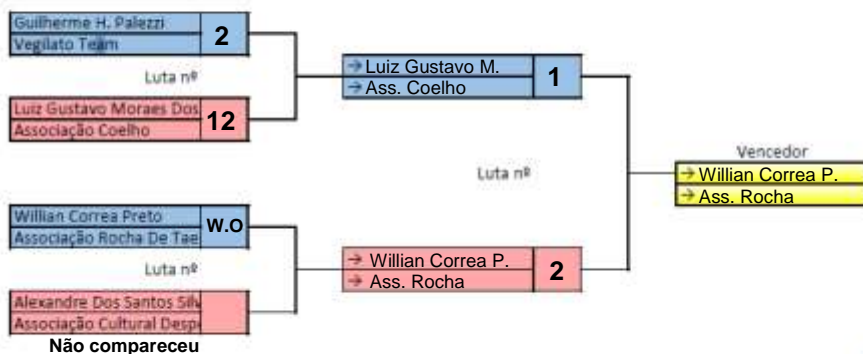 Guilherme H. Palezzi
Vegilato Team
2
Luta nº
Luiz Gustavo Moraes Dos
Associação Coelho
12
→ Luiz Gustavo M.
→ Ass. Coelho
1
Luta nº
Vencedor
→ Willian Correa P.
→ Ass. Rocha
Willian Correa Preto
Associação Rocha De Tae
W.O
Luta nº
Alexandre Dos Santos Silv
Associação Cultural Desp
Não compareceu
→ Willian Correa P.
→ Ass. Rocha
2